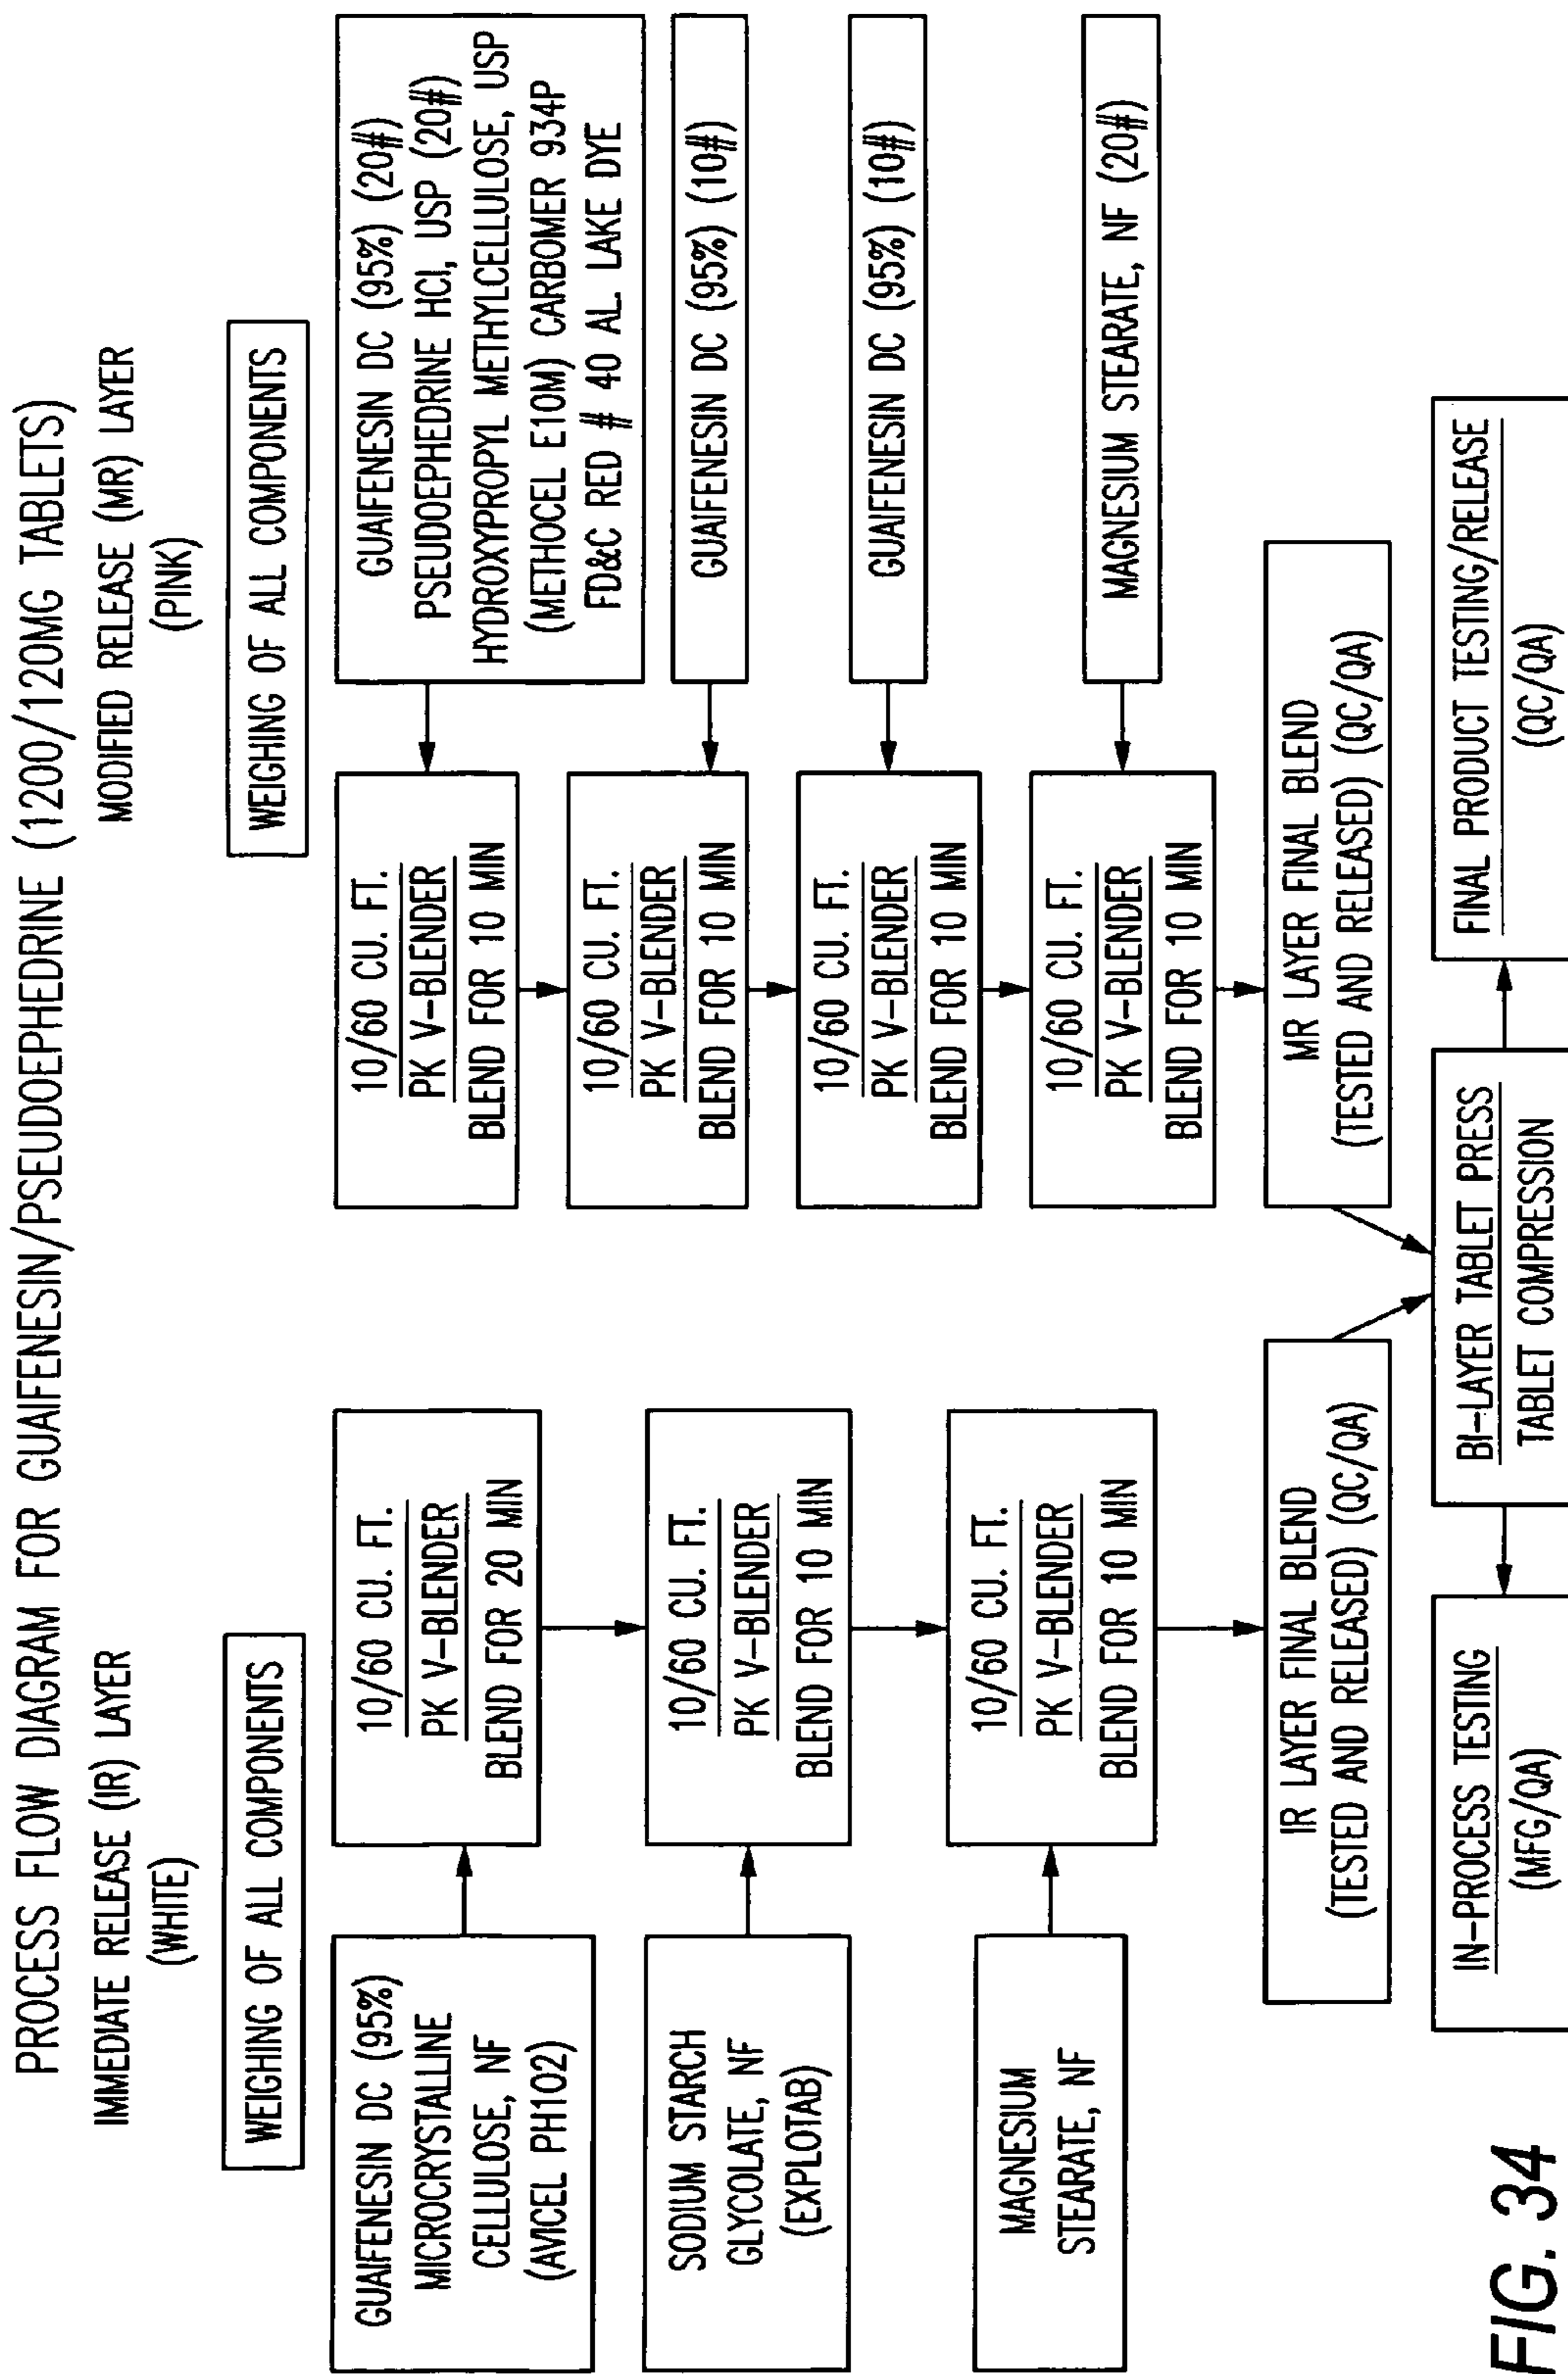 PROCESS FLOW DIAGRAM FOR GUAIFENESIN/PSEUDOEPHEDRINE (1200/120MG TABLETS)
IMMEDIATE RELEASE (IR) LAYER
(WHITE)
WEIGHING OF ALL COMPONENTS
GUAIFENESIN DC (95%)
MICROCRYSTALLINE
CELLULOSE, NF
(AVICEL PH102)
10/60 CU. FT.
PK V-BLENDER
BLEND FOR 20 MIN
SODIUM STARCH
GLYCOLATE, NF
(EXPLOTAB)
10/60 CU. FT.
PK V-BLENDER
BLEND FOR 10 MIN
MAGNESIUM
STEARATE, NF
10/60 CU. FT.
PK V-BLENDER
BLEND FOR 10 MIN
IR LAYER FINAL BLEND
(TESTED AND RELEASED) (QC/QA)
MODIFIED RELEASE (MR) LAYER
(PINK)
WEIGHING OF ALL COMPONENTS
10/60 CU. FT.
PK V-BLENDER
BLEND FOR 10 MIN
GUAIFENESIN DC (95%) (20#)
PSEUDOEPHEDRINE HCl, USP (20#)
HYDROXYPROPYL METHYLCELLULOSE, USP
(METHOCEL E10M) CARBOMER 934P
FD&C RED # 40 AL. LAKE DYE
10/60 CU. FT.
PK V-BLENDER
BLEND FOR 10 MIN
GUAIFENESIN DC (95%) (10#)
10/60 CU. FT.
PK V-BLENDER
BLEND FOR 10 MIN
GUAIFENESIN DC (95%) (10#)
10/60 CU. FT.
PK V-BLENDER
BLEND FOR 10 MIN
MAGNESIUM STEARATE, NF (20#)
MR LAYER FINAL BLEND
(TESTED AND RELEASED) (QC/QA)
IN-PROCESS TESTING
(MFG/QA)
BI-LAYER TABLET PRESS
TABLET COMPRESSION
FINAL PRODUCT TESTING/RELEASE
(QC/QA)
FIG. 34